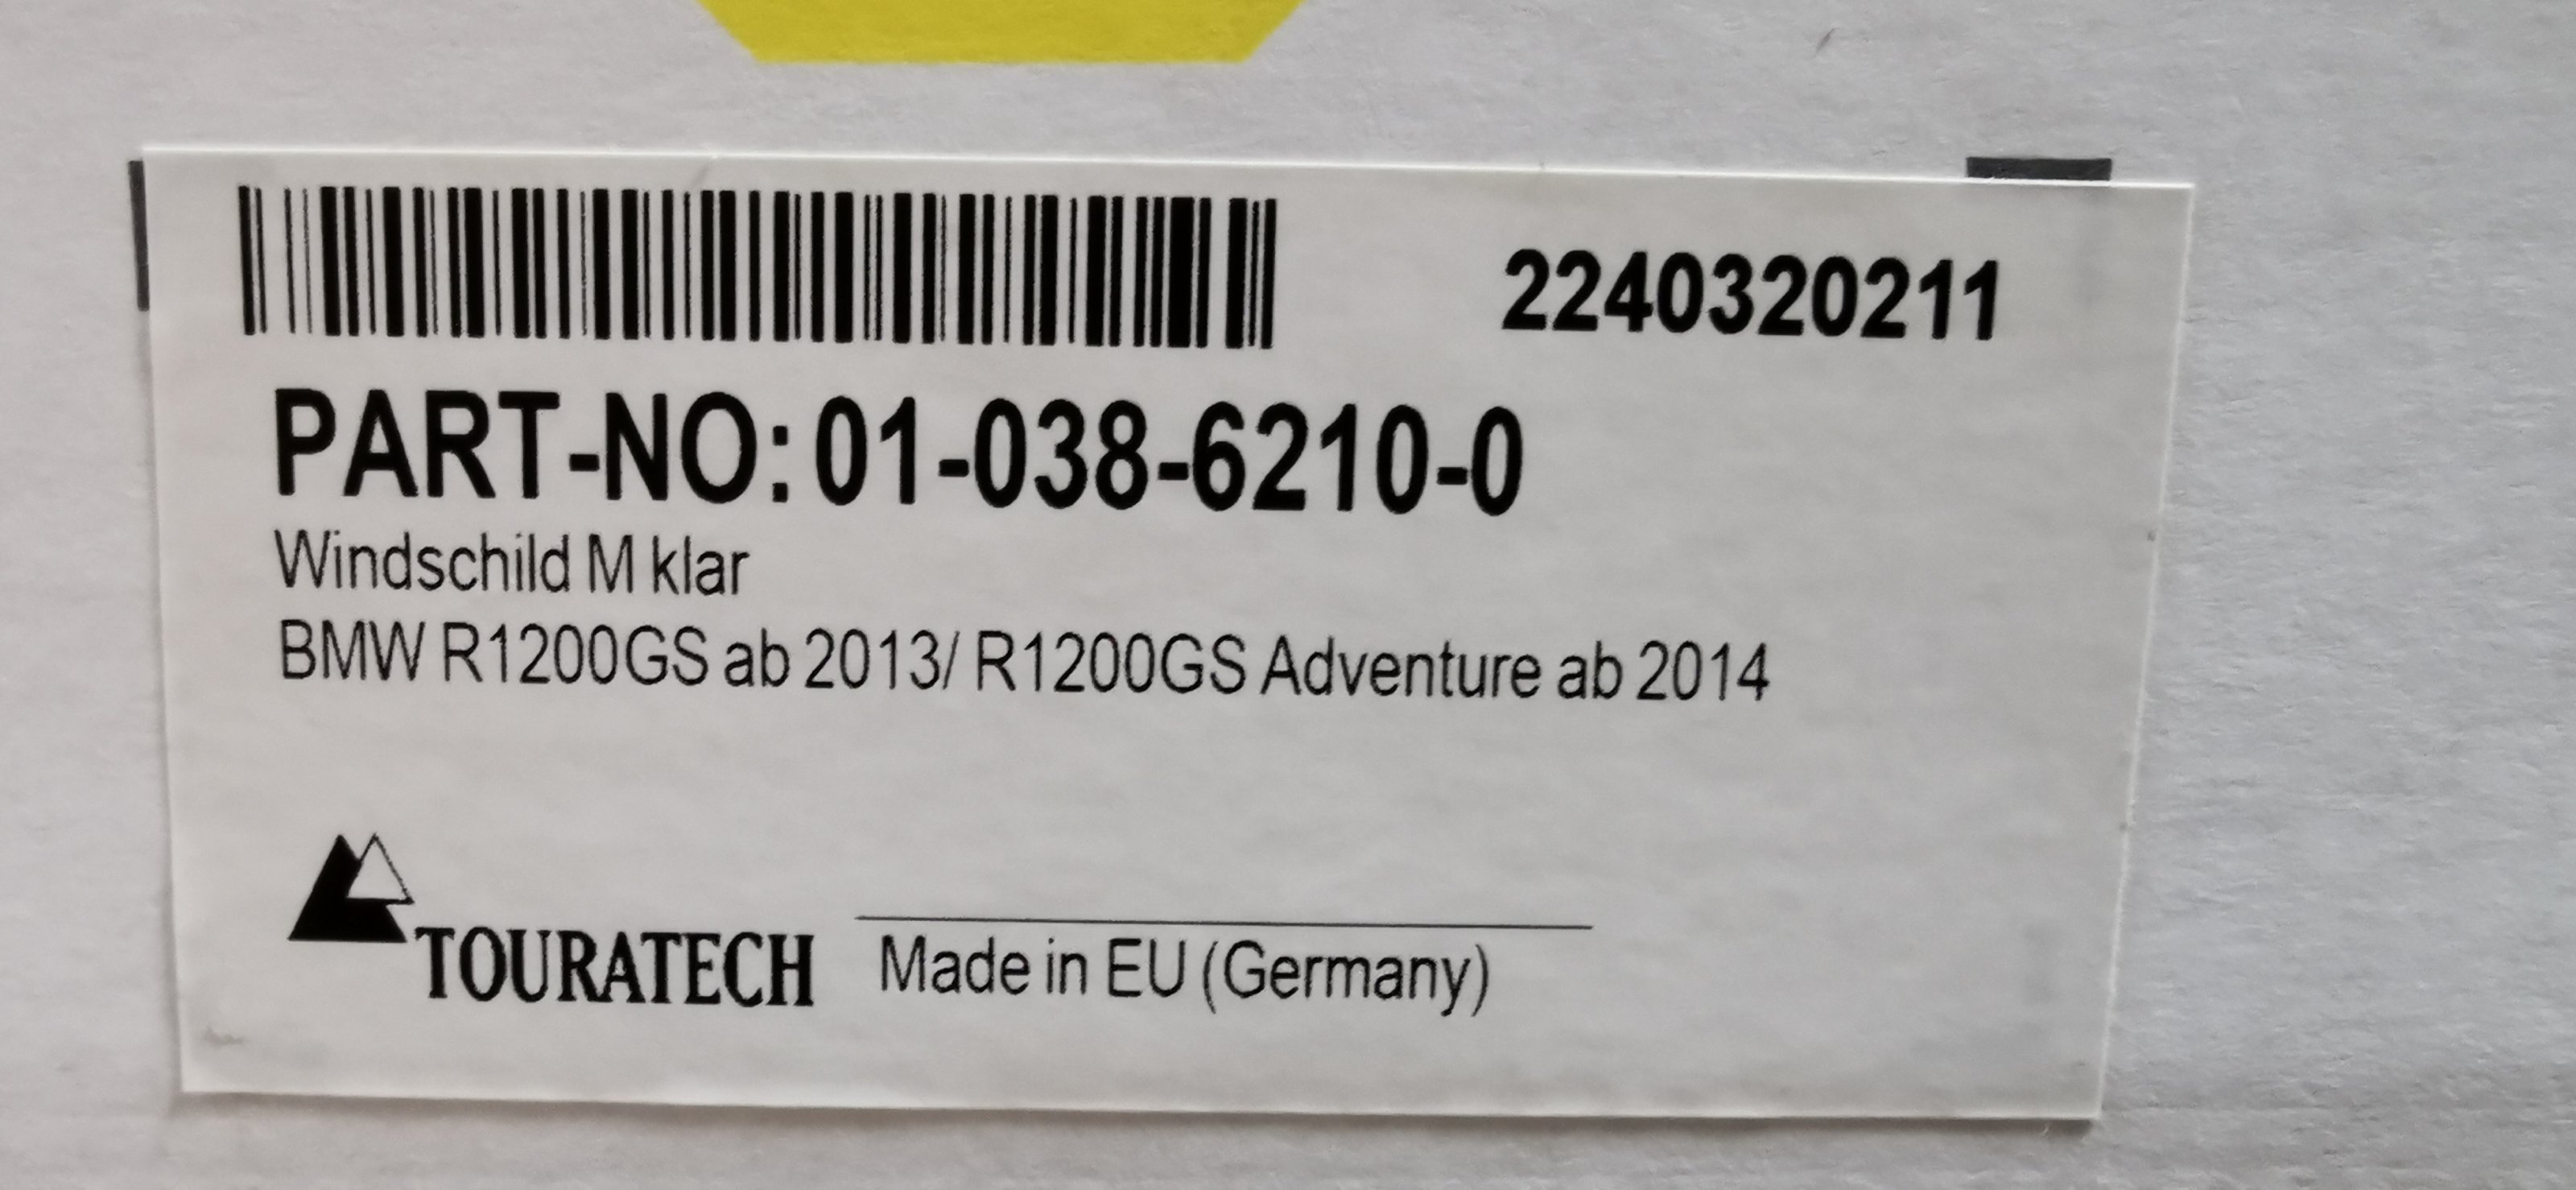 2240320211
PART-NO: 01-038-6210-0
Windschild M klar
BMW R1200GS ab 2013/ R1200GS Adventure ab 2014
TOURATECH
Made in EU (Germany)